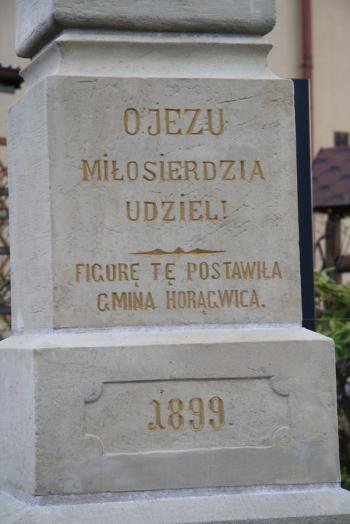 O'JEZU
MIŁOSIERDZIA
UDZIEL!
FIGURĘ TĘ POSTAWIŁA
GMINA HORĄGWICA.
1899